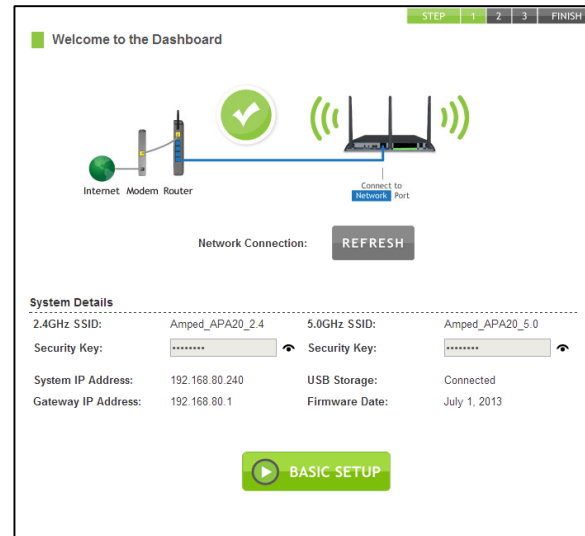 STEP 1 2 3 FINISH
Welcome to the Dashboard
Internet Modem Router
Connect to
Network Port
Network Connection: REFRESH
System Details
2.4GHz SSID: Amped_APA20_2.4 5.0GHz SSID: Amped_APA20_5.0
Security Key: •••••••• Security Key: ••••••••
System IP Address: 192.168.80.240 USB Storage: Connected
Gateway IP Address: 192.168.80.1 Firmware Date: July 1, 2013
BASIC SETUP